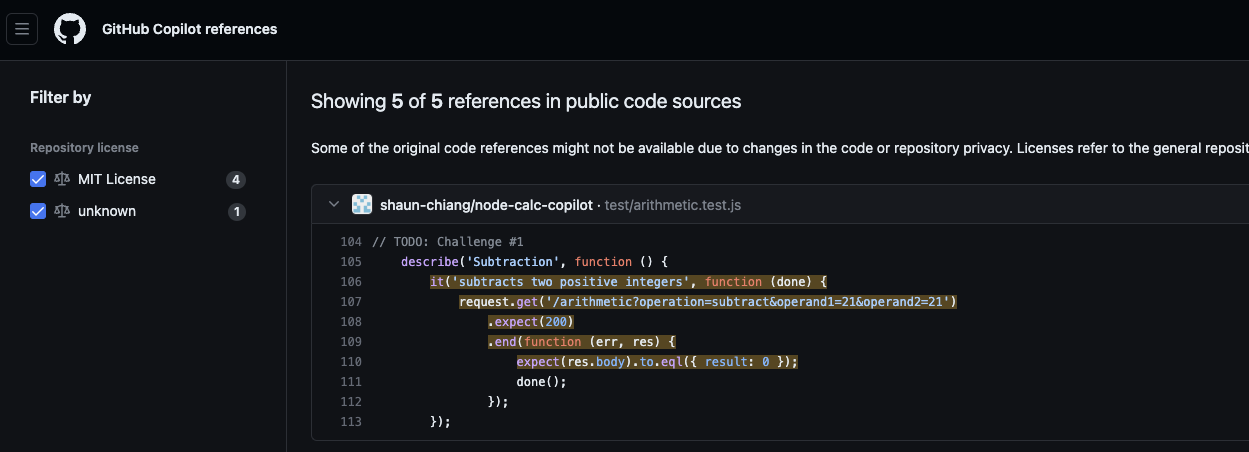 GitHub Copilot references
Filter by
Repository license
MIT License 4
unknown 1
Showing 5 of 5 references in public code sources
Some of the original code references might not be available due to changes in the code or repository privacy. Licenses refer to the general
shaun-chiang/node-calc-copilot · test/arithmetic.test.js
104 // TODO: Challenge #1
105 describe('Subtraction', function () {
106 it('subtracts two positive integers', function (done) {
107 request.get('/arithmetic?operation=subtract&operand1=21&operand2=21')
108 .expect(200)
109 .end(function (err, res) {
110 expect(res.body).to.eql({ result: 0 });
111 done();
112 });
113 });